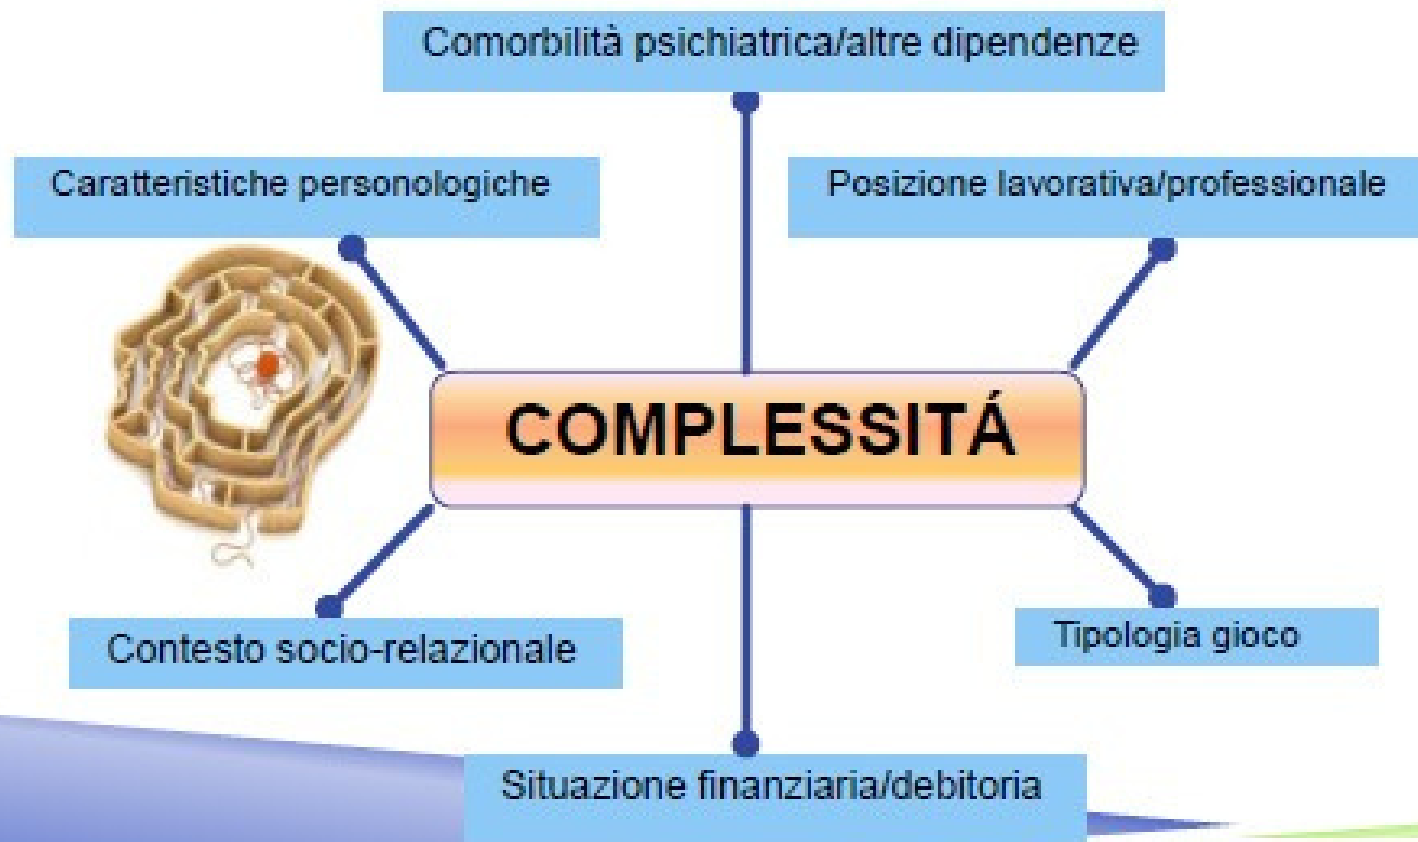 Comorbilità psichiatrica/altre dipendenze
Caratteristiche personologiche
Posizione lavorativa/professionale
COMPLESSITÁ
Contesto socio-relazionale
Tipologia gioco
Situazione finanziaria/debitoria